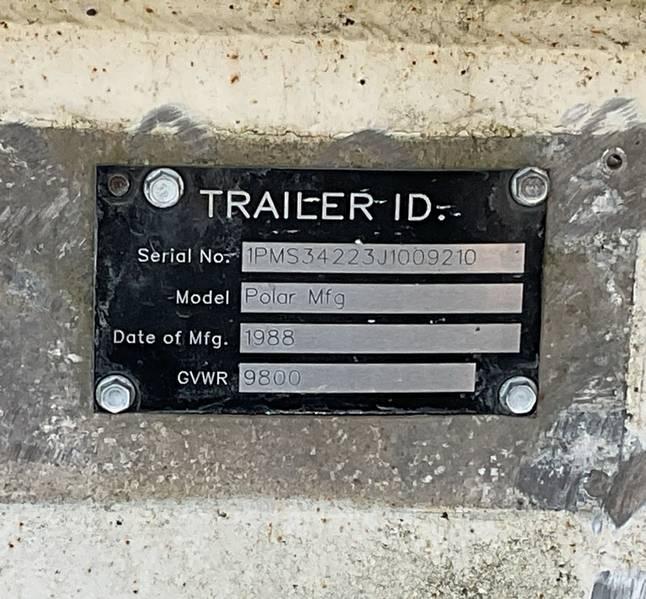 TRAILER ID.
Serial No. 1PMS34223J1009210
Model Polar Mfg
Date of Mfg. 1988
GVWR 9800